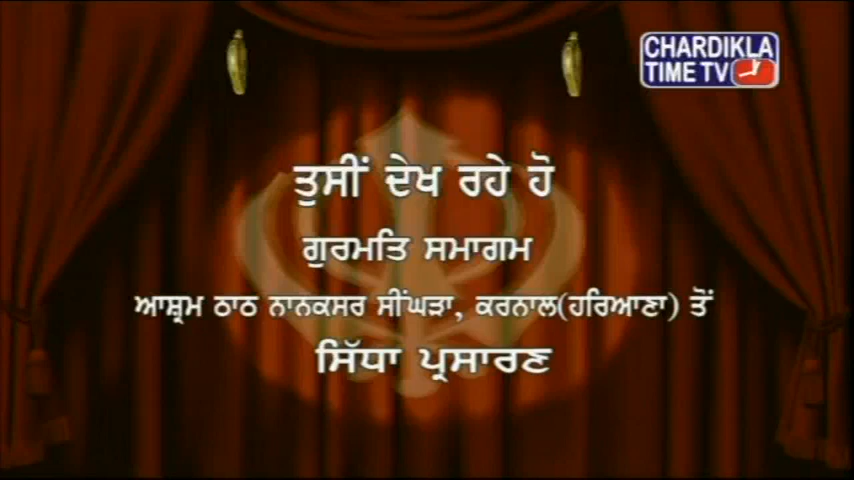 CHARDIKLA
TIME TV
ਤੁਸੀਂ ਦੇਖ ਰਹੇ ਹੋ
ਗੁਰਮਤਿ ਸਮਾਗਮ
ਆਸ਼੍ਰਮ ਠਾਠ ਨਾਨਕਸਰ ਸੀਂਘੜਾ, ਕਰਨਾਲ(ਹਰਿਆਣਾ) ਤੋਂ
ਸਿੱਧਾ ਪ੍ਰਸਾਰਣ